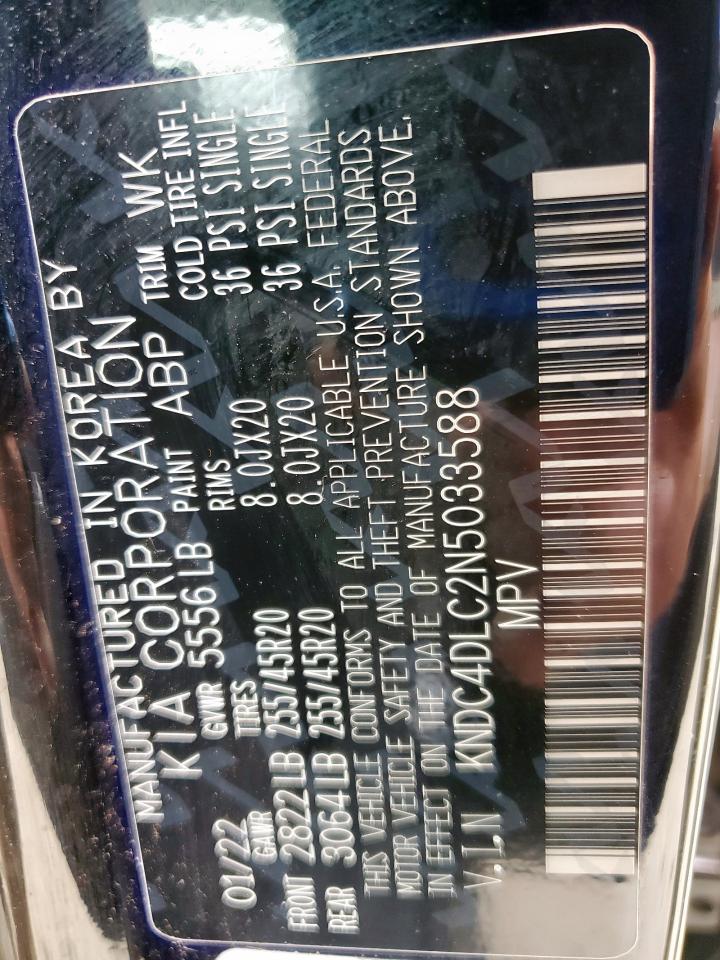 MANUFACTURED IN KOREA BY
KIA CORPORATION
01/22 GVWR 5556 LB PAINT ABP TRIM WK
GAWR TIRES RIMS COLD TIRE INFL
FRONT 2822 LB 255/45R20 8.0JX20 36 PSI SINGLE
REAR 3064 LB 255/45R20 8.0JX20 36 PSI SINGLE
THIS VEHICLE CONFORMS TO ALL APPLICABLE U.S.A. FEDERAL
MOTOR VEHICLE SAFETY AND THEFT PREVENTION STANDARDS
IN EFFECT ON THE DATE OF MANUFACTURE SHOWN ABOVE.
V.I.N KNDC4DLC2N5033588
MPV